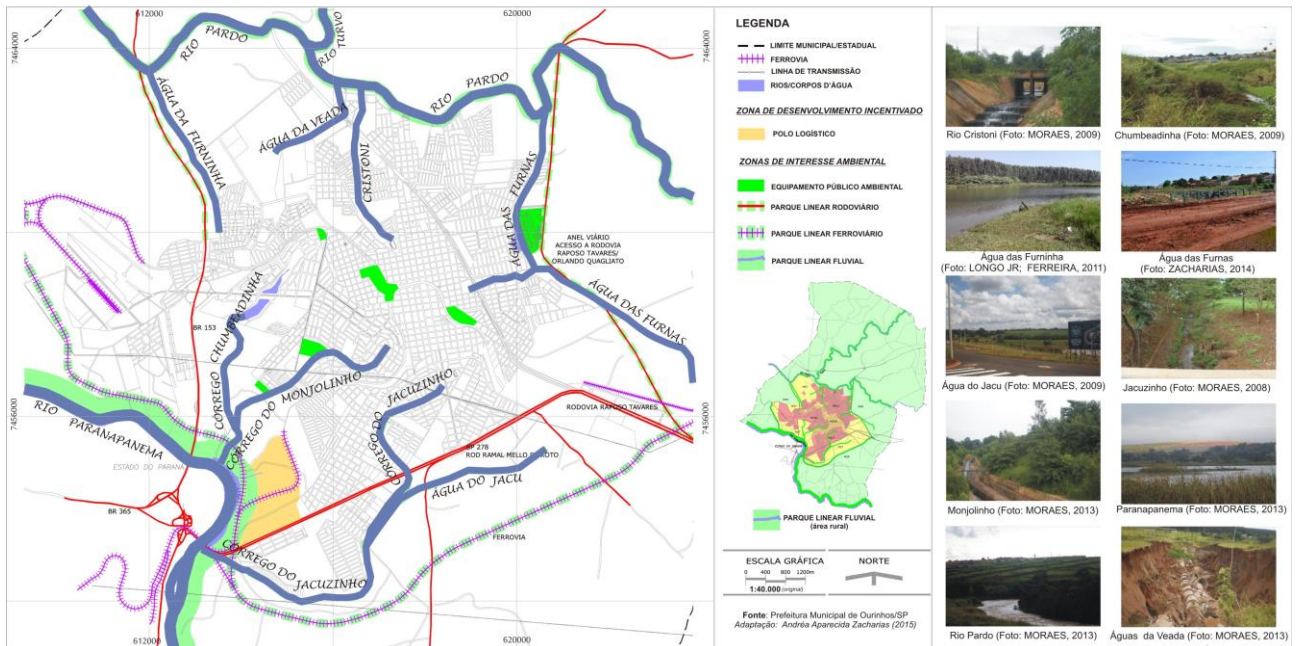 612000
620000
7464000
7464000
RIO PARDO
RIO TURVO
RIO PARDO
ÁGUA DA FURNINHA
ÁGUA DA VEADA
CRISTONI
ÁGUA DAS FURNAS
ANEL VIÁRIO
ACESSO A RODOVIA
RAPOSO TAVARES/
ORLANDO QUAGLIATO
ÁGUA DAS FURNAS
BR 153
CÓRREGO CHUMBEADINHA
CÓRREGO DO MONJOLINHO
CÓRREGO DO JACUZINHO
RODOVIA RAPOSO TAVARES
7456000
7456000
RIO PARANAPANEMA
ESTADO DO PARANÁ
ROD RAMAL MELLO PEIXOTO
ÁGUA DO JACU
BR 365
FERROVIA
CÓRREGO DO JACUZINHO
612000
620000
LEGENDA
LIMITE MUNICIPAL/ESTADUAL
FERROVIA
LINHA DE TRANSMISSÃO
RIOS/CORPOS D'ÁGUA
ZONA DE DESENVOLVIMENTO INCENTIVADO
POLO LOGÍSTICO
ZONAS DE INTERESSE AMBIENTAL
EQUIPAMENTO PÚBLICO AMBIENTAL
PARQUE LINEAR RODOVIÁRIO
PARQUE LINEAR FERROVIÁRIO
PARQUE LINEAR FLUVIAL
PARQUE LINEAR FLUVIAL
(área rural)
ESCALA GRÁFICA
0 400 800 1200m
1:40.000 (original)
NORTE
Fonte: Prefeitura Municipal de Ourinhos/SP
Adaptação: Andréa Aparecida Zacharias (2015)
Rio Cristoni (Foto: MORAES, 2009)
Chumbeadinha (Foto: MORAES, 2009)
Água das Furninha
(Foto: LONGO JR; FERREIRA, 2011)
Água das Furnas
(Foto: ZACHARIAS, 2014)
Água do Jacu (Foto: MORAES, 2009)
Jacuzinho (Foto: MORAES, 2008)
Monjolinho (Foto: MORAES, 2013)
Paranapanema (Foto: MORAES, 2013)
Rio Pardo (Foto: MORAES, 2013)
Águas da Veada (Foto: MORAES, 2013)